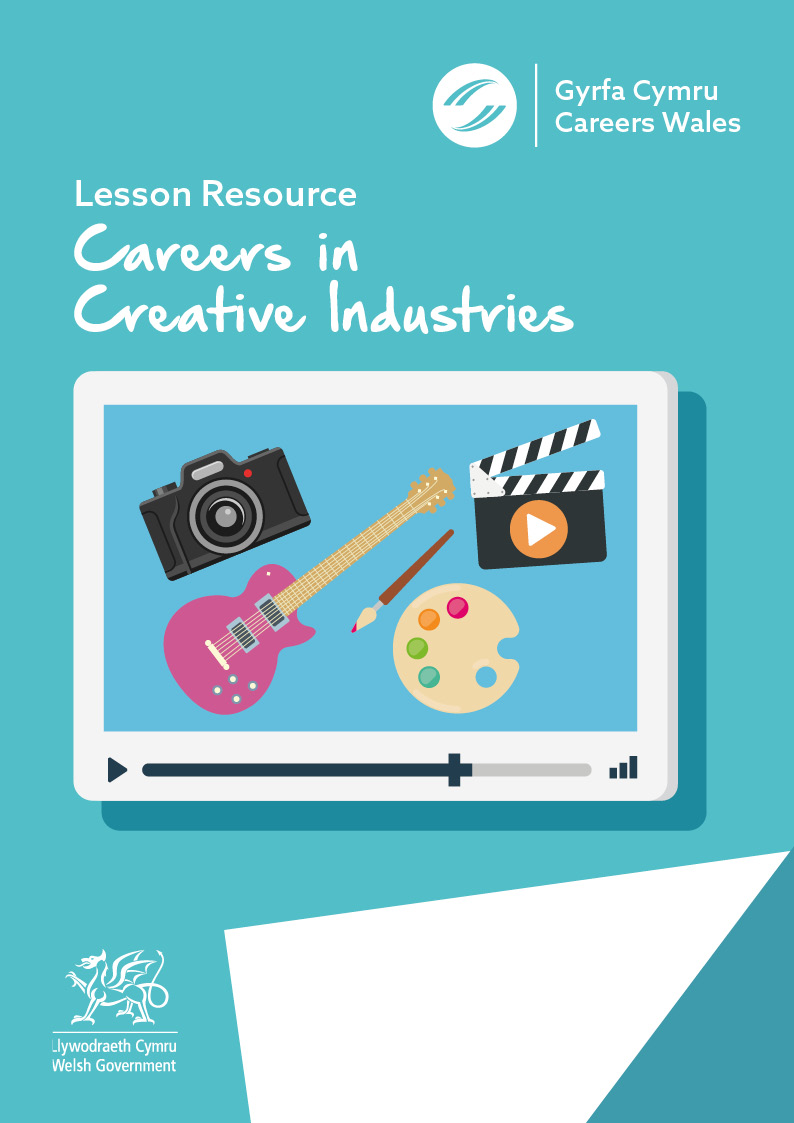 Gyrfa Cymru
Careers Wales
Lesson Resource
Careers in
Creative Industries
Llywodraeth Cymru
Welsh Government